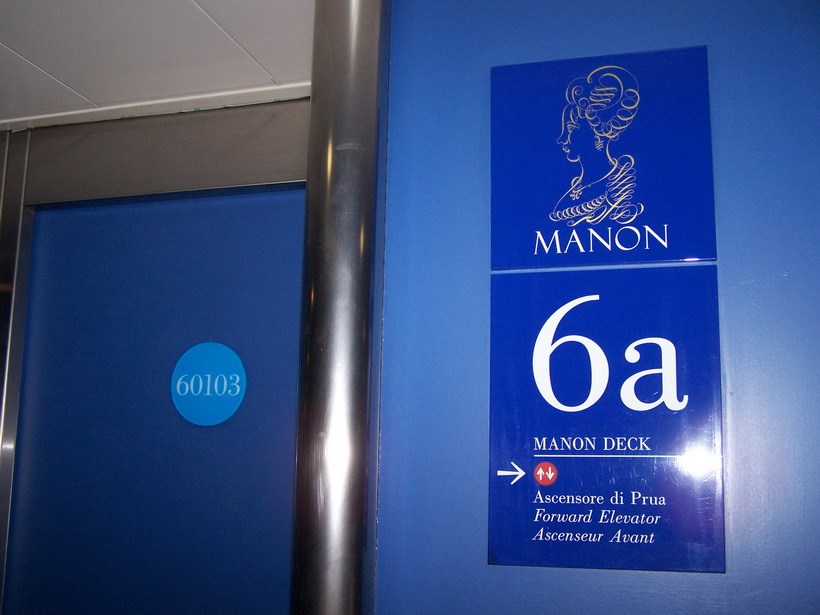 60103
MANON
6a
MANON DECK
Ascensore di Prua
Forward Elevator
Ascenseur Avant